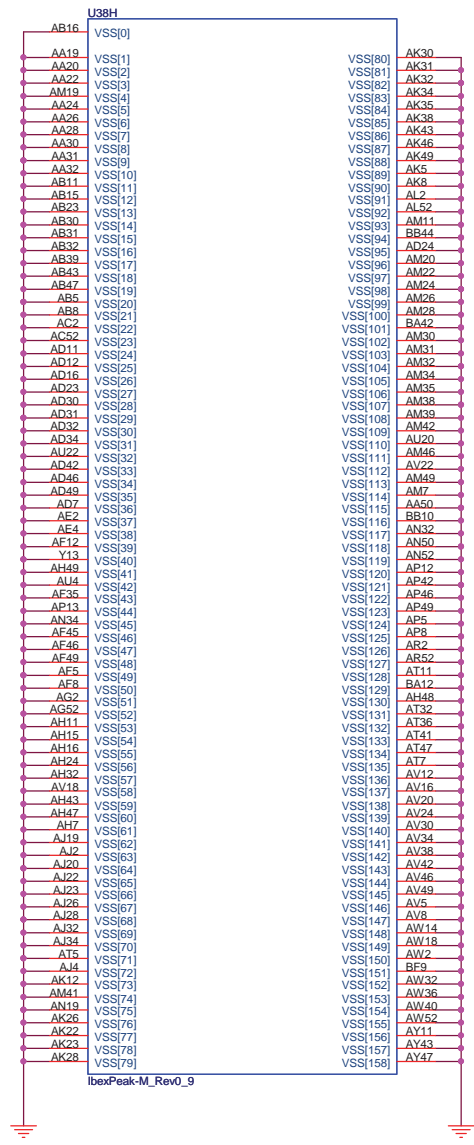 U38H
AB16 VSS[0]
AA19 VSS[1] VSS[80] AK30
AA20 VSS[2] VSS[81] AK31
AA22 VSS[3] VSS[82] AK32
AM19 VSS[4] VSS[83] AK34
AA24 VSS[5] VSS[84] AK35
AA26 VSS[6] VSS[85] AK38
AA28 VSS[7] VSS[86] AK43
AA30 VSS[8] VSS[87] AK46
AA31 VSS[9] VSS[88] AK49
AA32 VSS[10] VSS[89] AK5
AB11 VSS[11] VSS[90] AK8
AB15 VSS[12] VSS[91] AL2
AB23 VSS[13] VSS[92] AL52
AB30 VSS[14] VSS[93] AM11
AB31 VSS[15] VSS[94] BB44
AB32 VSS[16] VSS[95] AD24
AB39 VSS[17] VSS[96] AM20
AB43 VSS[18] VSS[97] AM22
AB47 VSS[19] VSS[98] AM24
AB5 VSS[20] VSS[99] AM26
AB8 VSS[21] VSS[100] AM28
AC2 VSS[22] VSS[101] BA42
AC52 VSS[23] VSS[102] AM30
AD11 VSS[24] VSS[103] AM31
AD12 VSS[25] VSS[104] AM32
AD16 VSS[26] VSS[105] AM34
AD23 VSS[27] VSS[106] AM35
AD30 VSS[28] VSS[107] AM38
AD31 VSS[29] VSS[108] AM39
AD32 VSS[30] VSS[109] AM42
AD34 VSS[31] VSS[110] AU20
AU22 VSS[32] VSS[111] AM46
AD42 VSS[33] VSS[112] AV22
AD46 VSS[34] VSS[113] AM49
AD49 VSS[35] VSS[114] AM7
AD7 VSS[36] VSS[115] AA50
AE2 VSS[37] VSS[116] BB10
AE4 VSS[38] VSS[117] AN32
AF12 VSS[39] VSS[118] AN50
Y13 VSS[40] VSS[119] AN52
AH49 VSS[41] VSS[120] AP12
AU4 VSS[42] VSS[121] AP42
AF35 VSS[43] VSS[122] AP46
AP13 VSS[44] VSS[123] AP49
AN34 VSS[45] VSS[124] AP5
AF45 VSS[46] VSS[125] AP8
AF46 VSS[47] VSS[126] AR2
AF49 VSS[48] VSS[127] AR52
AF5 VSS[49] VSS[128] AT11
AF8 VSS[50] VSS[129] BA12
AG2 VSS[51] VSS[130] AH48
AG52 VSS[52] VSS[131] AT32
AH11 VSS[53] VSS[132] AT36
AH15 VSS[54] VSS[133] AT41
AH16 VSS[55] VSS[134] AT47
AH24 VSS[56] VSS[135] AT7
AH32 VSS[57] VSS[136] AV12
AV18 VSS[58] VSS[137] AV16
AH43 VSS[59] VSS[138] AV20
AH47 VSS[60] VSS[139] AV24
AH7 VSS[61] VSS[140] AV30
AJ19 VSS[62] VSS[141] AV34
AJ2 VSS[63] VSS[142] AV38
AJ20 VSS[64] VSS[143] AV42
AJ22 VSS[65] VSS[144] AV46
AJ23 VSS[66] VSS[145] AV49
AJ26 VSS[67] VSS[146] AV5
AJ28 VSS[68] VSS[147] AV8
AJ32 VSS[69] VSS[148] AW14
AJ34 VSS[70] VSS[149] AW18
AT5 VSS[71] VSS[150] AW2
AJ4 VSS[72] VSS[151] BF9
AK12 VSS[73] VSS[152] AW32
AM41 VSS[74] VSS[153] AW36
AN19 VSS[75] VSS[154] AW40
AK26 VSS[76] VSS[155] AW52
AK22 VSS[77] VSS[156] AY11
AK23 VSS[78] VSS[157] AY43
AK28 VSS[79] VSS[158] AY47
IbexPeak-M_Rev0_9